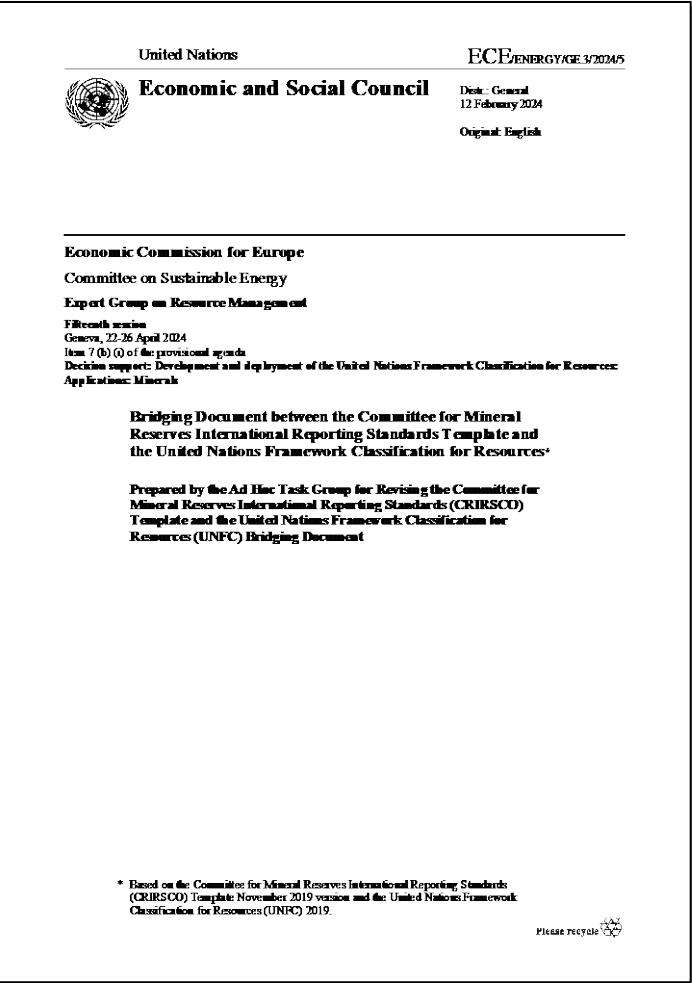 United Nations
ECE/ENERGY/GE.3/2024/5
Economic and Social Council
Distr.: General
12 February 2024
Original: English
Economic Commission for Europe
Committee on Sustainable Energy
Expert Group on Resource Management
Fifteenth session
Geneva, 22-26 April 2024
Item 7 (b) (i) of the provisional agenda
Decision support: Development and deployment of the United Nations Framework Classification for Resources:
Applications: Minerals
Bridging Document between the Committee for Mineral
Reserves International Reporting Standards Template and
the United Nations Framework Classification for Resources*
Prepared by the Ad Hoc Task Group for Revising the Committee for
Mineral Reserves International Reporting Standards (CRIRSCO)
Template and the United Nations Framework Classification for
Resources (UNFC) Bridging Document
* Based on the Committee for Mineral Reserves International Reporting Standards
(CRIRSCO) Template November 2019 version and the United Nations Framework
Classification for Resources (UNFC) 2019.
Please recycle